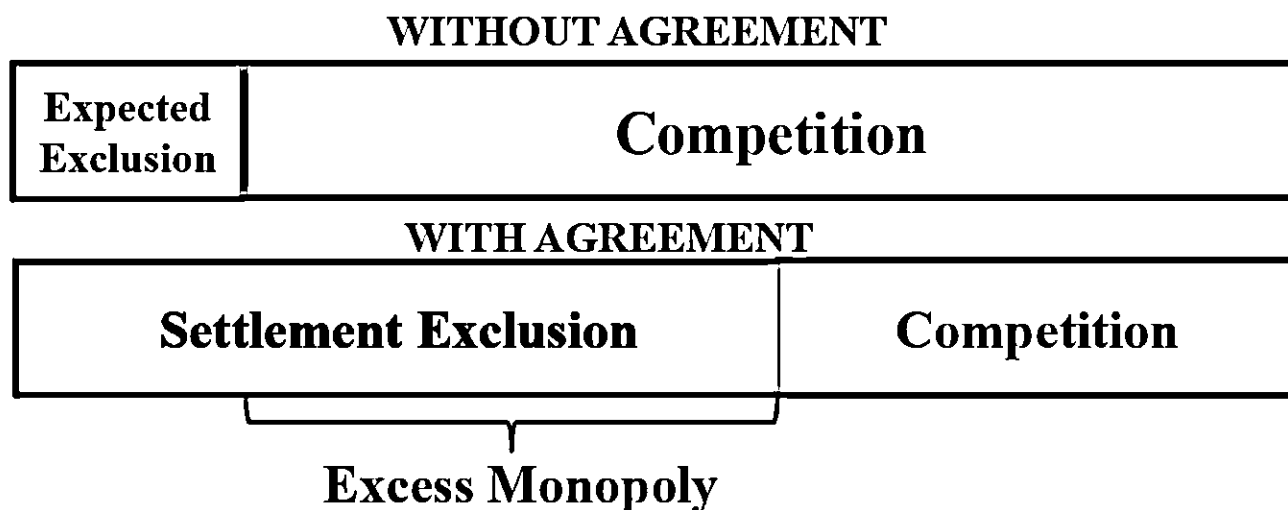 WITHOUT AGREEMENT
Expected
Exclusion
Competition
WITH AGREEMENT
Settlement Exclusion
Competition
Excess Monopoly